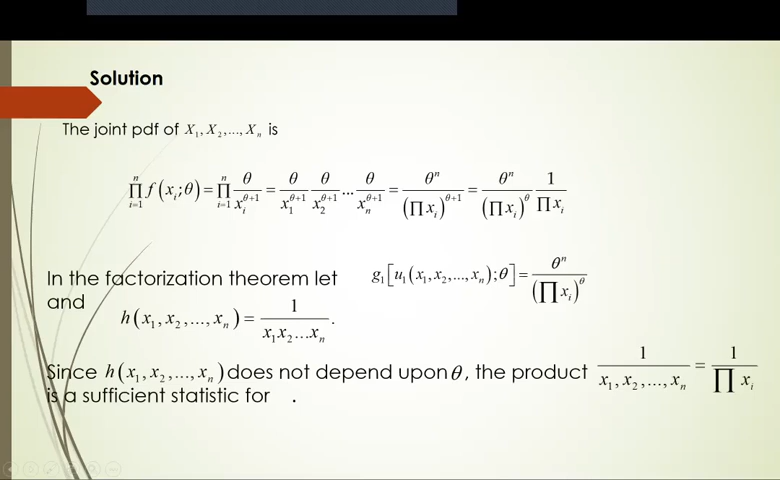 Solution
The joint pdf of X₁, X₂,..., Xₙ is
∏ᵢ₌₁ⁿ f(xᵢ;θ) = ∏ᵢ₌₁ⁿ θ/xᵢ^(θ+1) = θ/x₁^(θ+1) θ/x₂^(θ+1) ... θ/xₙ^(θ+1) = θⁿ/(∏xᵢ)^(θ+1) = θⁿ/(∏xᵢ)^θ 1/∏xᵢ
In the factorization theorem let g₁[u₁(x₁,x₂,...,xₙ);θ] = θⁿ/(∏xᵢ)^θ
and h(x₁,x₂,...,xₙ) = 1/x₁x₂...xₙ .
Since h(x₁,x₂,...,xₙ) does not depend upon θ, the product 1/x₁,x₂,...,xₙ = 1/∏xᵢ
is a sufficient statistic for .